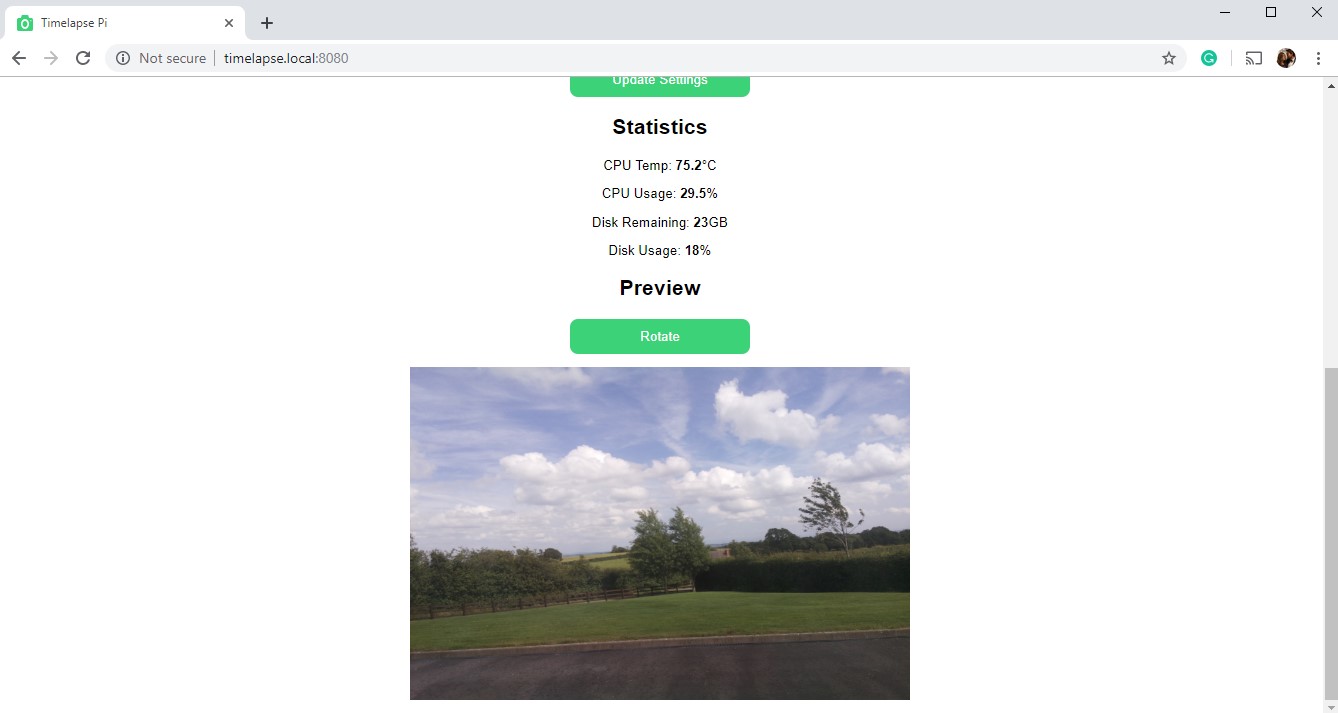 Timelapse Pi
Not secure
timelapse.local:8080
Update Settings
Statistics
CPU Temp: 75.2°C
CPU Usage: 29.5%
Disk Remaining: 23GB
Disk Usage: 18%
Preview
Rotate